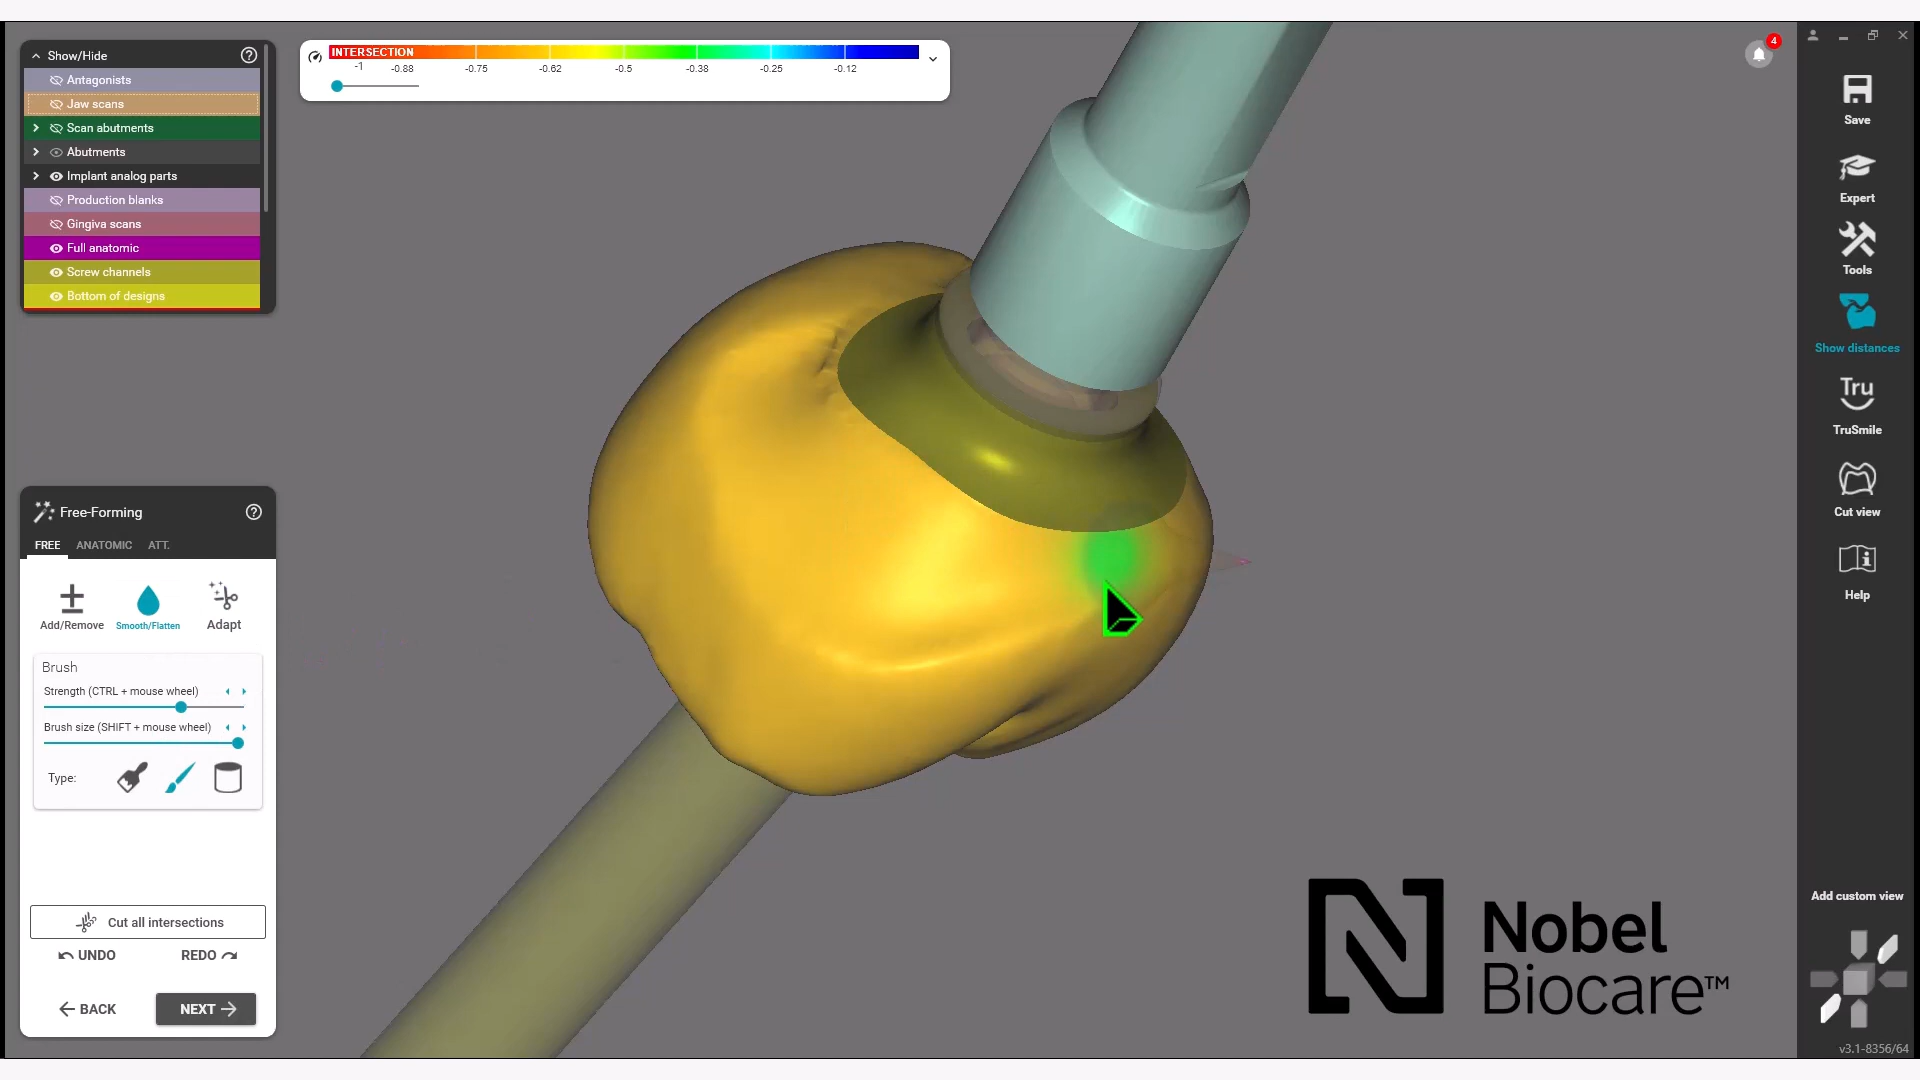 Show/Hide
Antagonists
Jaw scans
Scan abutments
Abutments
Implant analog parts
Production blanks
Gingiva scans
Full anatomic
Screw channels
Bottom of designs
INTERSECTION
-1 -0.88 -0.75 -0.62 -0.5 -0.38 -0.25 -0.12
4
Save
Expert
Tools
Show distances
Tru
TruSmile
Cut view
Help
Free-Forming
FREE ANATOMIC ATT.
Add/Remove Smooth/Flatten Adapt
Brush
Strength (CTRL + mouse wheel)
Brush size (SHIFT + mouse wheel)
Type:
Cut all intersections
UNDO REDO
BACK NEXT
Nobel
Biocare™
Add custom view
v3.1-8356/64